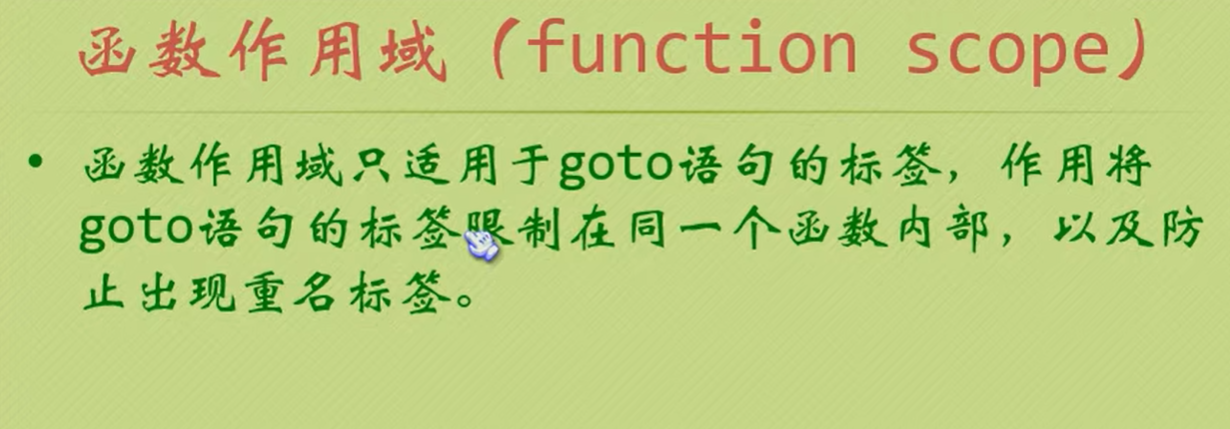 函数作用域（function scope）
• 函数作用域只适用于goto语句的标签，作用将
goto语句的标签限制在同一个函数内部，以及防
止出现重名标签。